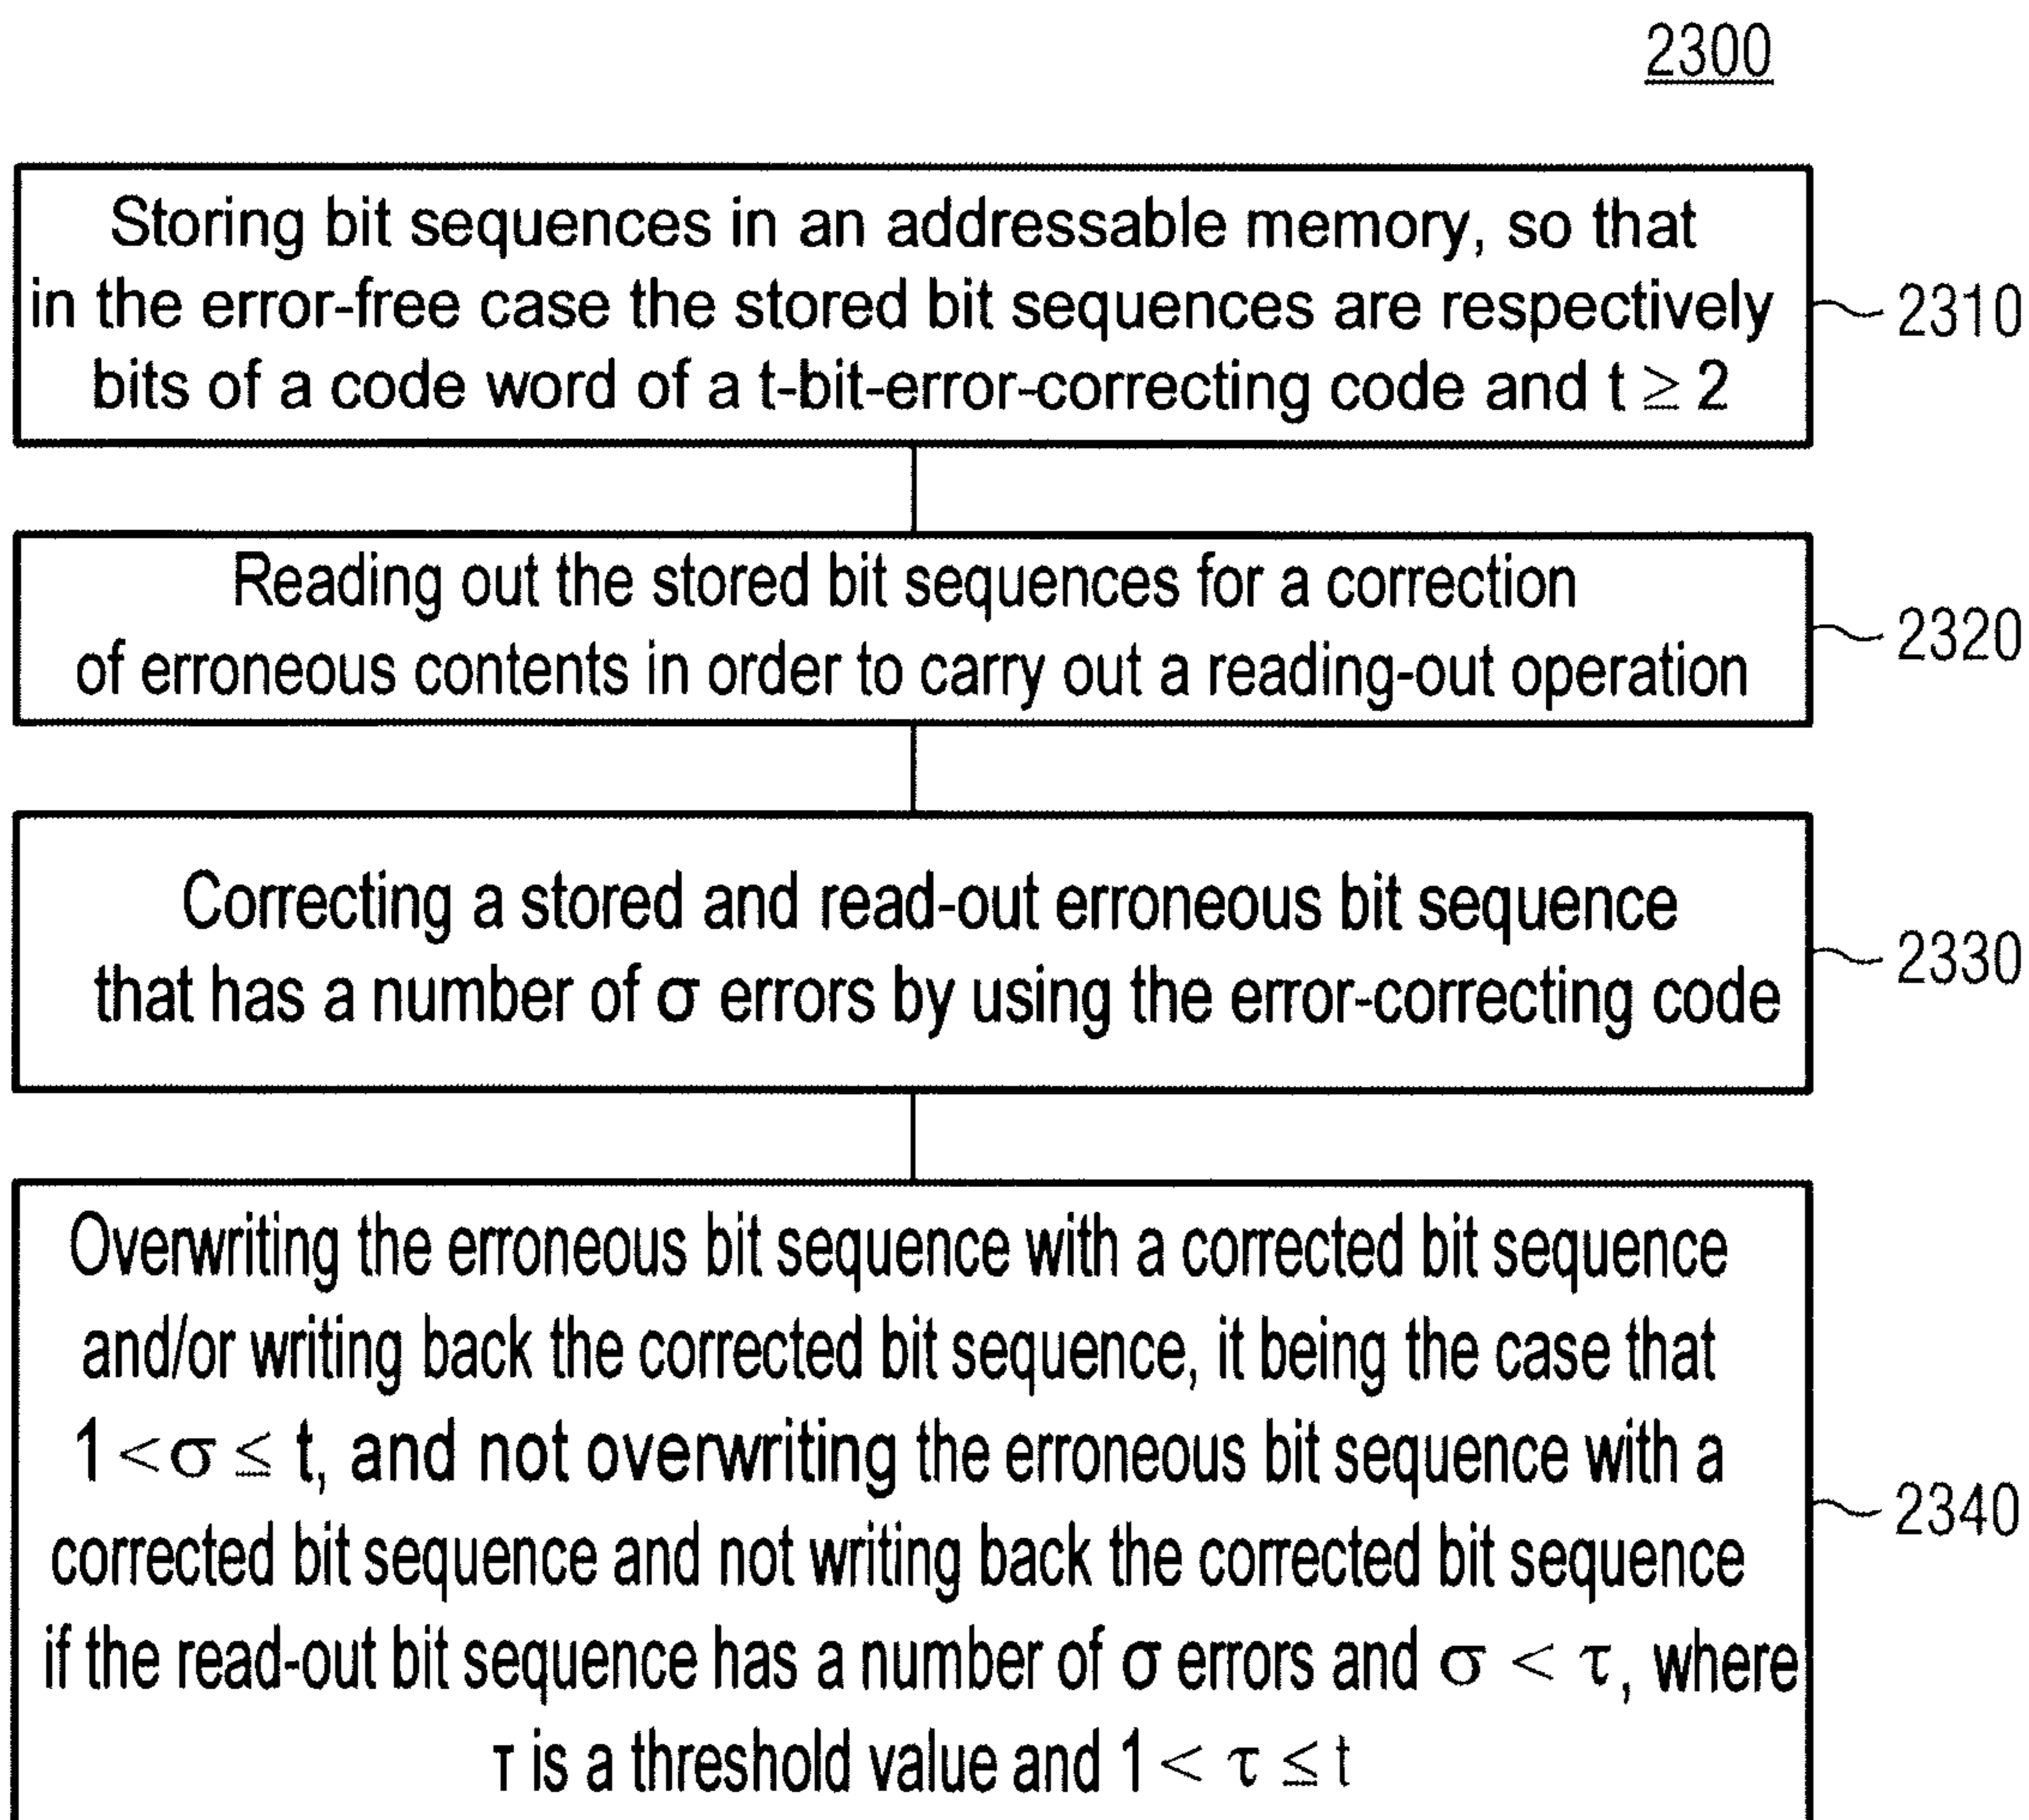 2300
Storing bit sequences in an addressable memory, so that
in the error-free case the stored bit sequences are respectively
bits of a code word of a t-bit-error-correcting code and t ≥ 2
2310
Reading out the stored bit sequences for a correction
of erroneous contents in order to carry out a reading-out operation
2320
Correcting a stored and read-out erroneous bit sequence
that has a number of σ errors by using the error-correcting code
2330
Overwriting the erroneous bit sequence with a corrected bit sequence
and/or writing back the corrected bit sequence, it being the case that
1 < σ ≤ t, and not overwriting the erroneous bit sequence with a
corrected bit sequence and not writing back the corrected bit sequence
if the read-out bit sequence has a number of σ errors and σ < τ, where
τ is a threshold value and 1 < τ ≤ t
2340